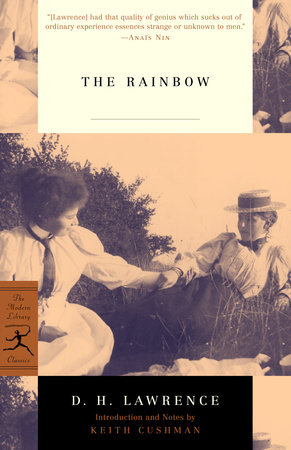 “[Lawrence] had that quality of genius which sucks out of
ordinary experience essences strange or unknown to men.”
—ANAÏS NIN
THE RAINBOW
The
Modern
Library
Classics
D. H. LAWRENCE
Introduction and Notes by
KEITH CUSHMAN